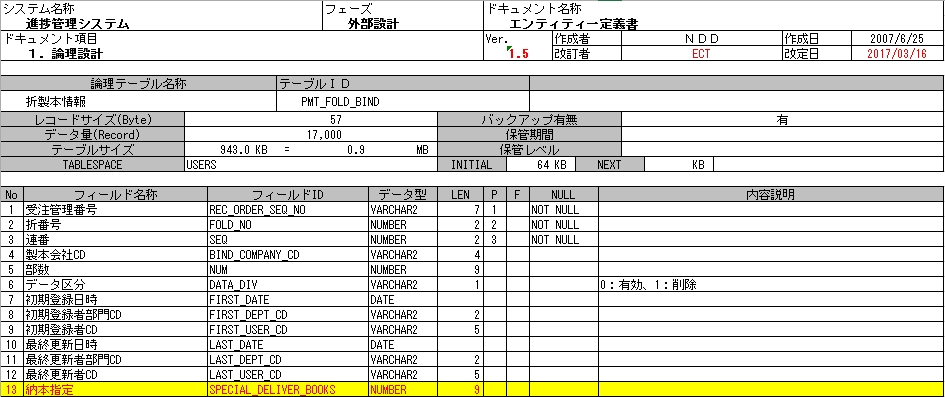 システム名称 フェーズ ドキュメント名称
進捗管理システム 外部設計 エンティティー定義書
ドキュメント項目 Ver. 作成者 NDD 作成日 2007/6/25
1. 論理設計 1.5 改訂者 ECT 改定日 2017/03/16
論理テーブル名称 テーブルID
折製本情報 PMT_FOLD_BIND
レコードサイズ(Byte) 57 バックアップ有無 有
データ量(Record) 17,000 保管期間
テーブルサイズ 943.0 KB = 0.9 MB 保管レベル
TABLESPACE USERS INITIAL 64 KB NEXT KB
No フィールド名称 フィールドID データ型 LEN P F NULL 内容説明
1 受注管理番号 REC_ORDER_SEQ_NO VARCHAR2 7 1 NOT NULL
2 折番号 FOLD_NO NUMBER 2 2 NOT NULL
3 連番 SEQ NUMBER 2 3 NOT NULL
4 製本会社CD BIND_COMPANY_CD VARCHAR2 4
5 部数 NUM NUMBER 9
6 データ区分 DATA_DIV VARCHAR2 1 0：有効、1：削除
7 初期登録日時 FIRST_DATE DATE
8 初期登録者部門CD FIRST_DEPT_CD VARCHAR2 2
9 初期登録者CD FIRST_USER_CD VARCHAR2 5
10 最終更新日時 LAST_DATE DATE
11 最終更新者部門CD LAST_DEPT_CD VARCHAR2 2
12 最終更新者CD LAST_USER_CD VARCHAR2 5
13 納本指定 SPECIAL_DELIVER_BOOKS NUMBER 9